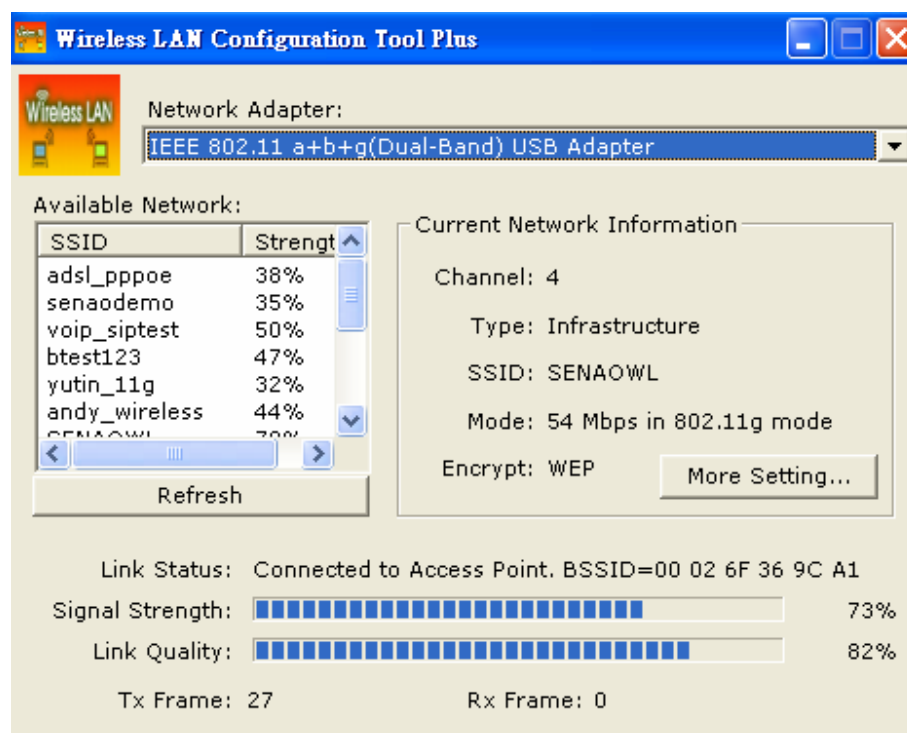 Wireless LAN Configuration Tool Plus
Wireless LAN
Network Adapter:
IEEE 802.11 a+b+g(Dual-Band) USB Adapter
Available Network:
SSID Strengt
adsl_pppoe 38%
senaodemo 35%
voip_siptest 50%
btest123 47%
yutin_11g 32%
andy_wireless 44%
Refresh
Current Network Information
Channel: 4
Type: Infrastructure
SSID: SENAOWL
Mode: 54 Mbps in 802.11g mode
Encrypt: WEP
More Setting...
Link Status: Connected to Access Point. BSSID=00 02 6F 36 9C A1
Signal Strength: 73%
Link Quality: 82%
Tx Frame: 27 Rx Frame: 0